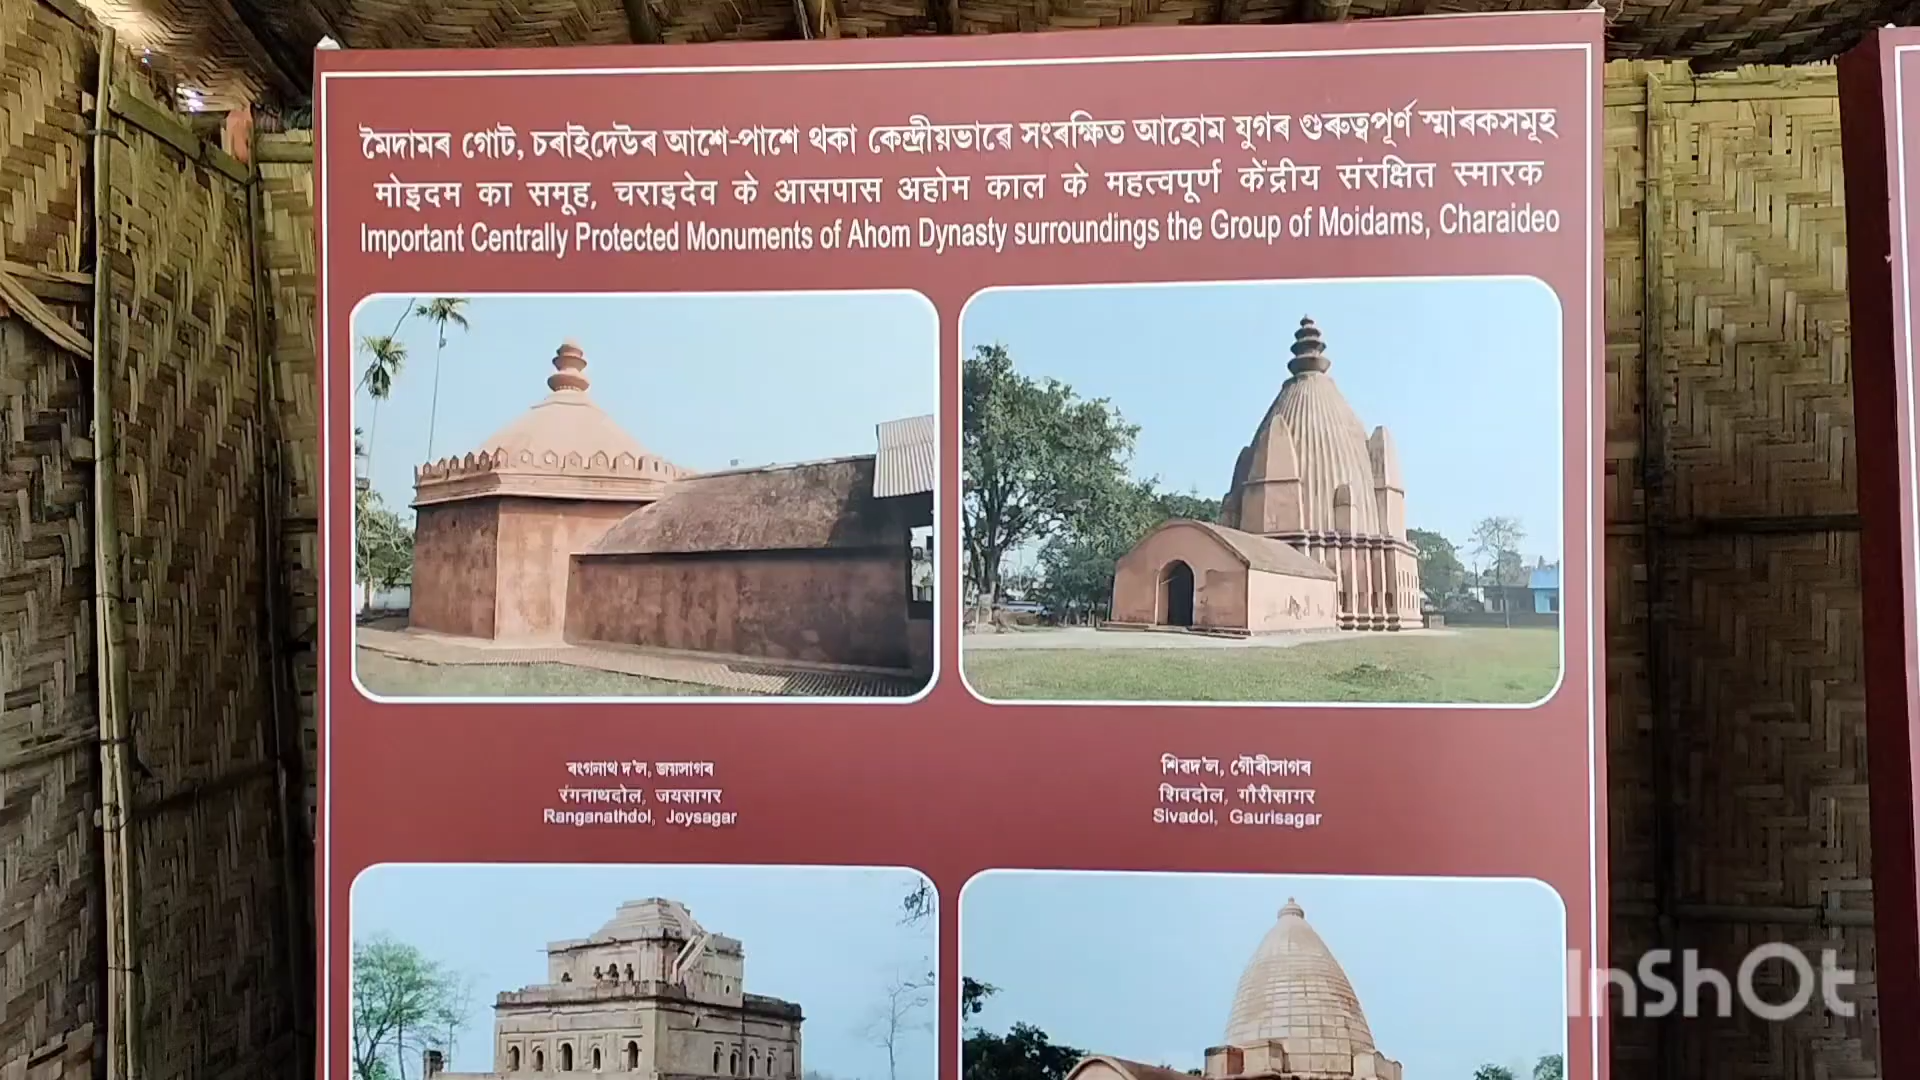 মৈদামৰ গোট, চৰাইদেউৰ আশে-পাশে থকা কেন্দ্ৰীয়ভাৱে সংৰক্ষিত আহোম যুগৰ গুৰুত্বপূৰ্ণ স্মাৰকসমূহ
मोइदम का समूह, चराइदेव के आसपास अहोम काल के महत्वपूर्ण केंद्रीय संरक्षित स्मारक
Important Centrally Protected Monuments of Ahom Dynasty surroundings the Group of Moidams, Charaideo
ৰংগনাথ দ'ল, জয়সাগৰ
रंगनाथदोल, जयसागर
Ranganathdol, Joysagar
শিৱদ'ল, গৌৰীসাগৰ
शिवदोल, गौरीसागर
Sivadol, Gaurisagar
InShOt